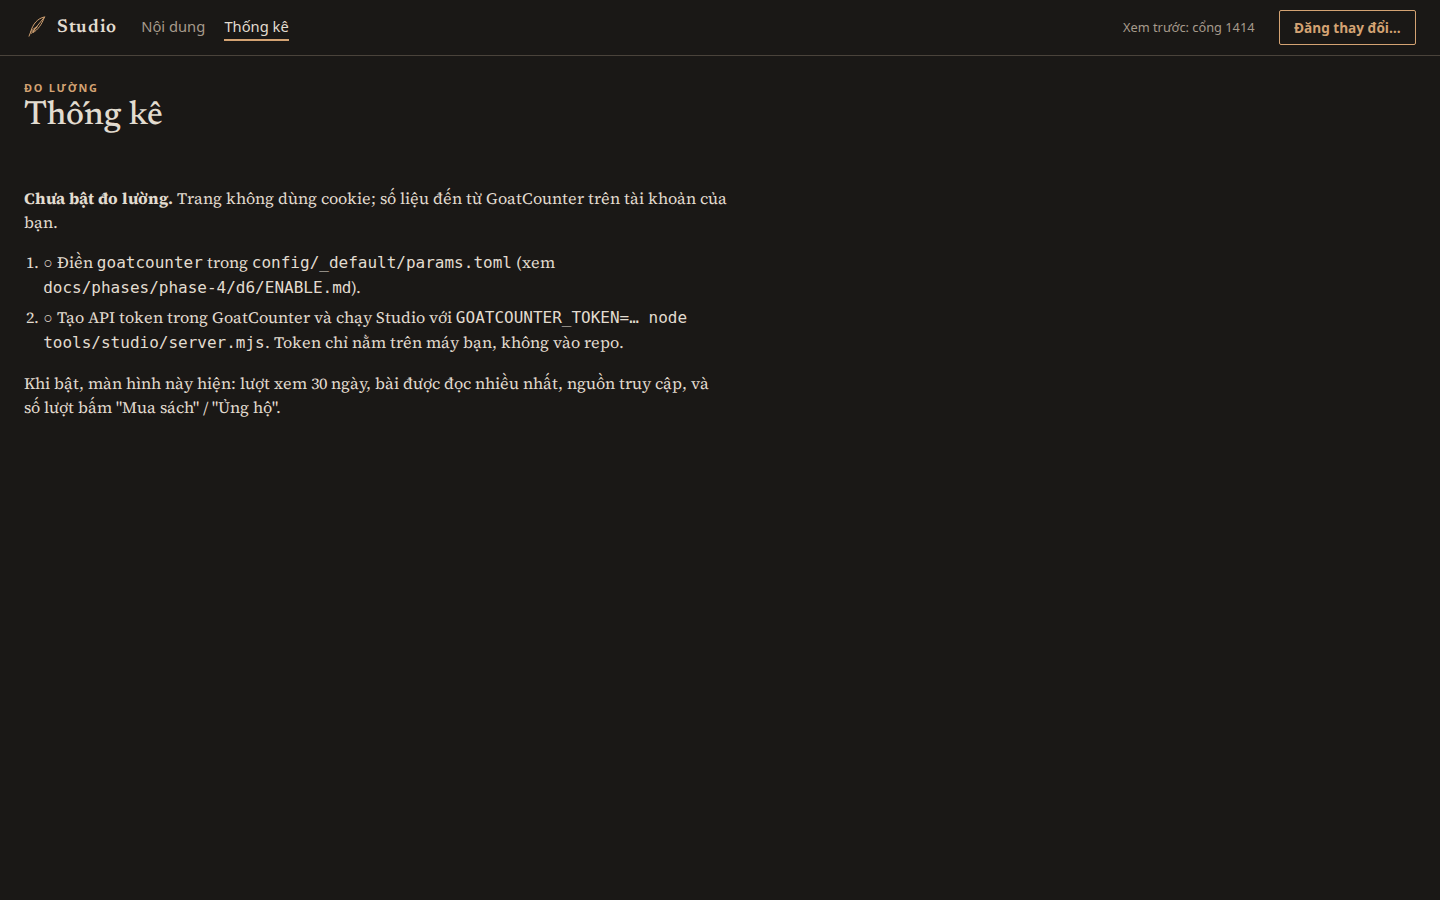 Studio
Nội dung
Thống kê
Xem trước: cổng 1414
Đăng thay đổi...
ĐO LƯỜNG
Thống kê
Chưa bật đo lường. Trang không dùng cookie; số liệu đến từ GoatCounter trên tài khoản của
bạn.
1. ○ Điền goatcounter trong config/_default/params.toml (xem
docs/phases/phase-4/d6/ENABLE.md).
2. ○ Tạo API token trong GoatCounter và chạy Studio với GOATCOUNTER_TOKEN=… node
tools/studio/server.mjs. Token chỉ nằm trên máy bạn, không vào repo.
Khi bật, màn hình này hiện: lượt xem 30 ngày, bài được đọc nhiều nhất, nguồn truy cập, và
số lượt bấm "Mua sách" / "Ủng hộ".